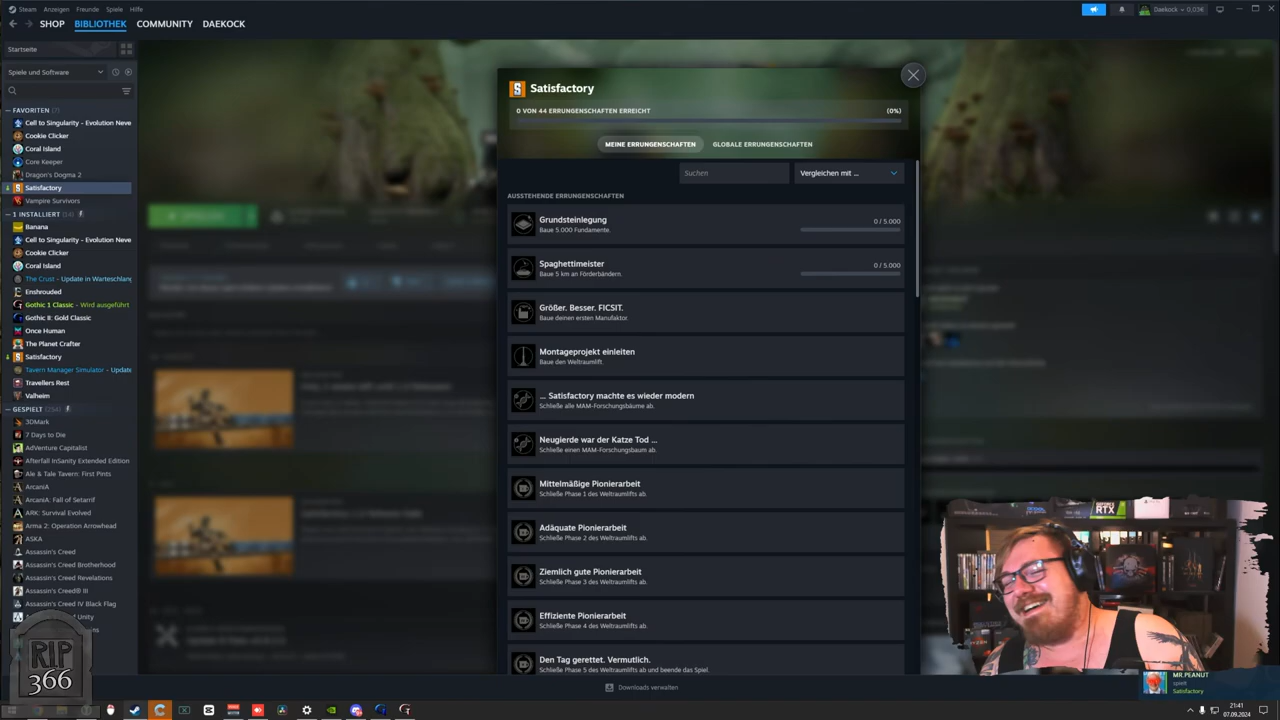 Steam Anzeigen Freunde Spiele Hilfe
Daekock • 0,03€
SHOP BIBLIOTHEK COMMUNITY DAEKOCK
Startseite
Spiele und Software
FAVORITEN (7)
Cell to Singularity - Evolution Neve
Cookie Clicker
Coral Island
Core Keeper
Dragon's Dogma 2
Satisfactory
Vampire Survivors
1 INSTALLIERT (14)
Banana
Cell to Singularity - Evolution Neve
Cookie Clicker
Coral Island
The Crust - Update in Warteschlang
Enshrouded
Gothic 1 Classic - Wird ausgeführt
Gothic II: Gold Classic
Once Human
The Planet Crafter
Satisfactory
Tavern Manager Simulator - Update
Travellers Rest
Valheim
GESPIELT (254)
3DMark
7 Days to Die
AdVenture Capitalist
Afterfall InSanity Extended Edition
Ale & Tale Tavern: First Pints
ArcaniA
ArcaniA: Fall of Setarrif
ARK: Survival Evolved
Arma 2: Operation Arrowhead
ASKA
Assassin's Creed
Assassin's Creed Brotherhood
Assassin's Creed Revelations
Assassin's Creed® III
Assassin's Creed IV Black Flag
Unity
RIP
366
Satisfactory
0 VON 44 ERRUNGENSCHAFTEN ERREICHT (0%)
MEINE ERRUNGENSCHAFTEN GLOBALE ERRUNGENSCHAFTEN
Suchen Vergleichen mit ...
AUSSTEHENDE ERRUNGENSCHAFTEN
Grundsteinlegung 0 / 5.000
Baue 5.000 Fundamente.
Spaghettimeister 0 / 5.000
Baue 5 km an Förderbändern.
Größer. Besser. FICSIT.
Baue deinen ersten Manufaktor.
Montageprojekt einleiten
Baue den Weltraumlift.
... Satisfactory machte es wieder modern
Schließe alle MAM-Forschungsbäume ab.
Neugierde war der Katze Tod ...
Schließe einen MAM-Forschungsbaum ab.
Mittelmäßige Pionierarbeit
Schließe Phase 1 des Weltraumlifts ab.
Adäquate Pionierarbeit
Schließe Phase 2 des Weltraumlifts ab.
Ziemlich gute Pionierarbeit
Schließe Phase 3 des Weltraumlifts ab.
Effiziente Pionierarbeit
Schließe Phase 4 des Weltraumlifts ab.
Den Tag gerettet. Vermutlich.
Schließe Phase 5 des Weltraumlifts ab und beende das Spiel.
Downloads verwalten
RTX
MR.PEANUT
spielt
Satisfactory
21:41
07.09.2024